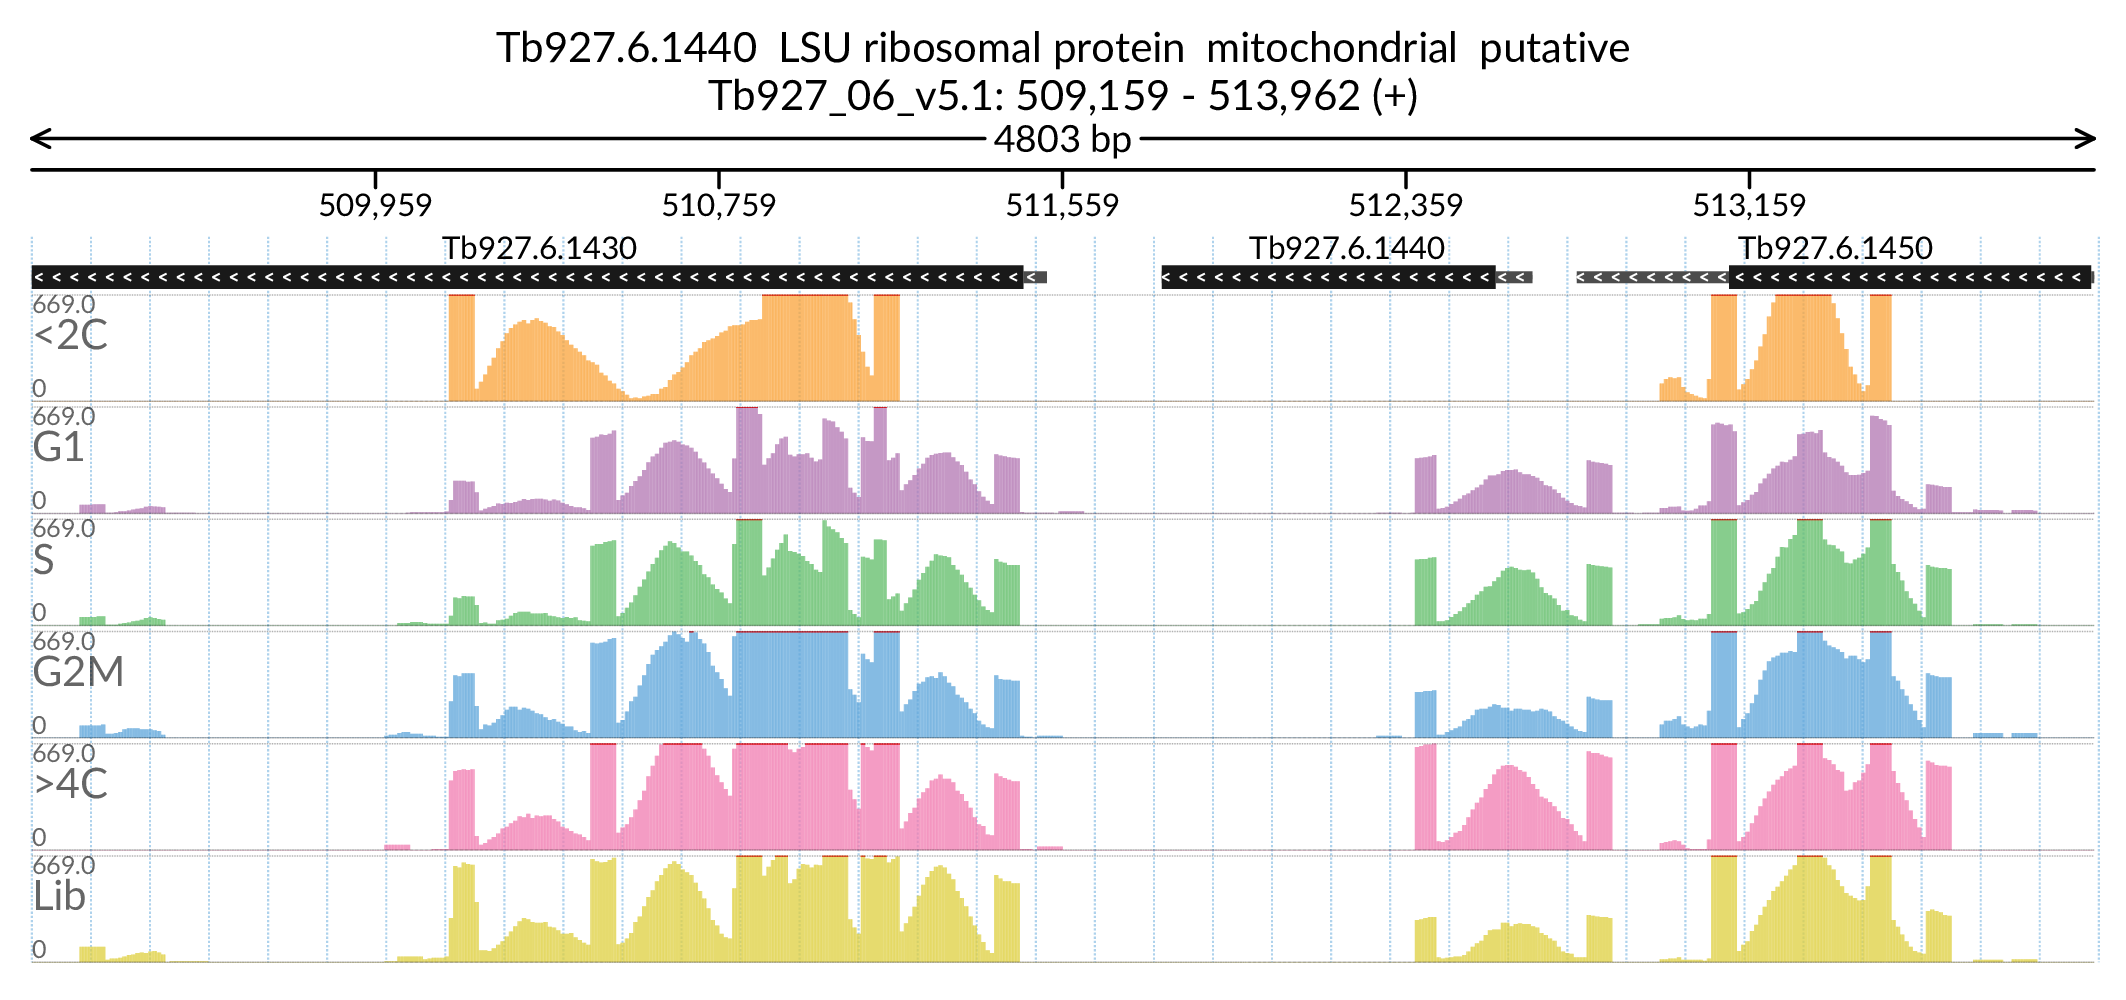 Tb927.6.1440 LSU ribosomal protein mitochondrial putative
Tb927_06_v5.1: 509,159 - 513,962 (+)
4803 bp
509,959 510,759 511,559 512,359 513,159
Tb927.6.1430 Tb927.6.1440 Tb927.6.1450
669.0
<2C
0
669.0
G1
0
669.0
S
0
669.0
G2M
0
669.0
>4C
0
669.0
Lib
0